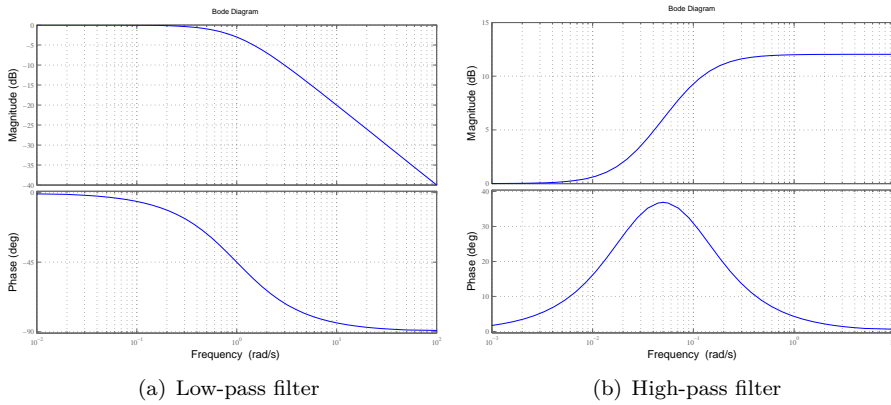 Bode Diagram
Magnitude (dB)
0
−5
−10
−15
−20
−25
−30
−35
−40
Phase (deg)
0
−45
−90
10⁻² 10⁻¹ 10⁰ 10¹ 10²
Frequency (rad/s)
(a) Low-pass filter
Bode Diagram
Magnitude (dB)
15
10
5
0
Phase (deg)
40
30
20
10
0
10⁻³ 10⁻² 10⁻¹ 10⁰
Frequency (rad/s)
(b) High-pass filter